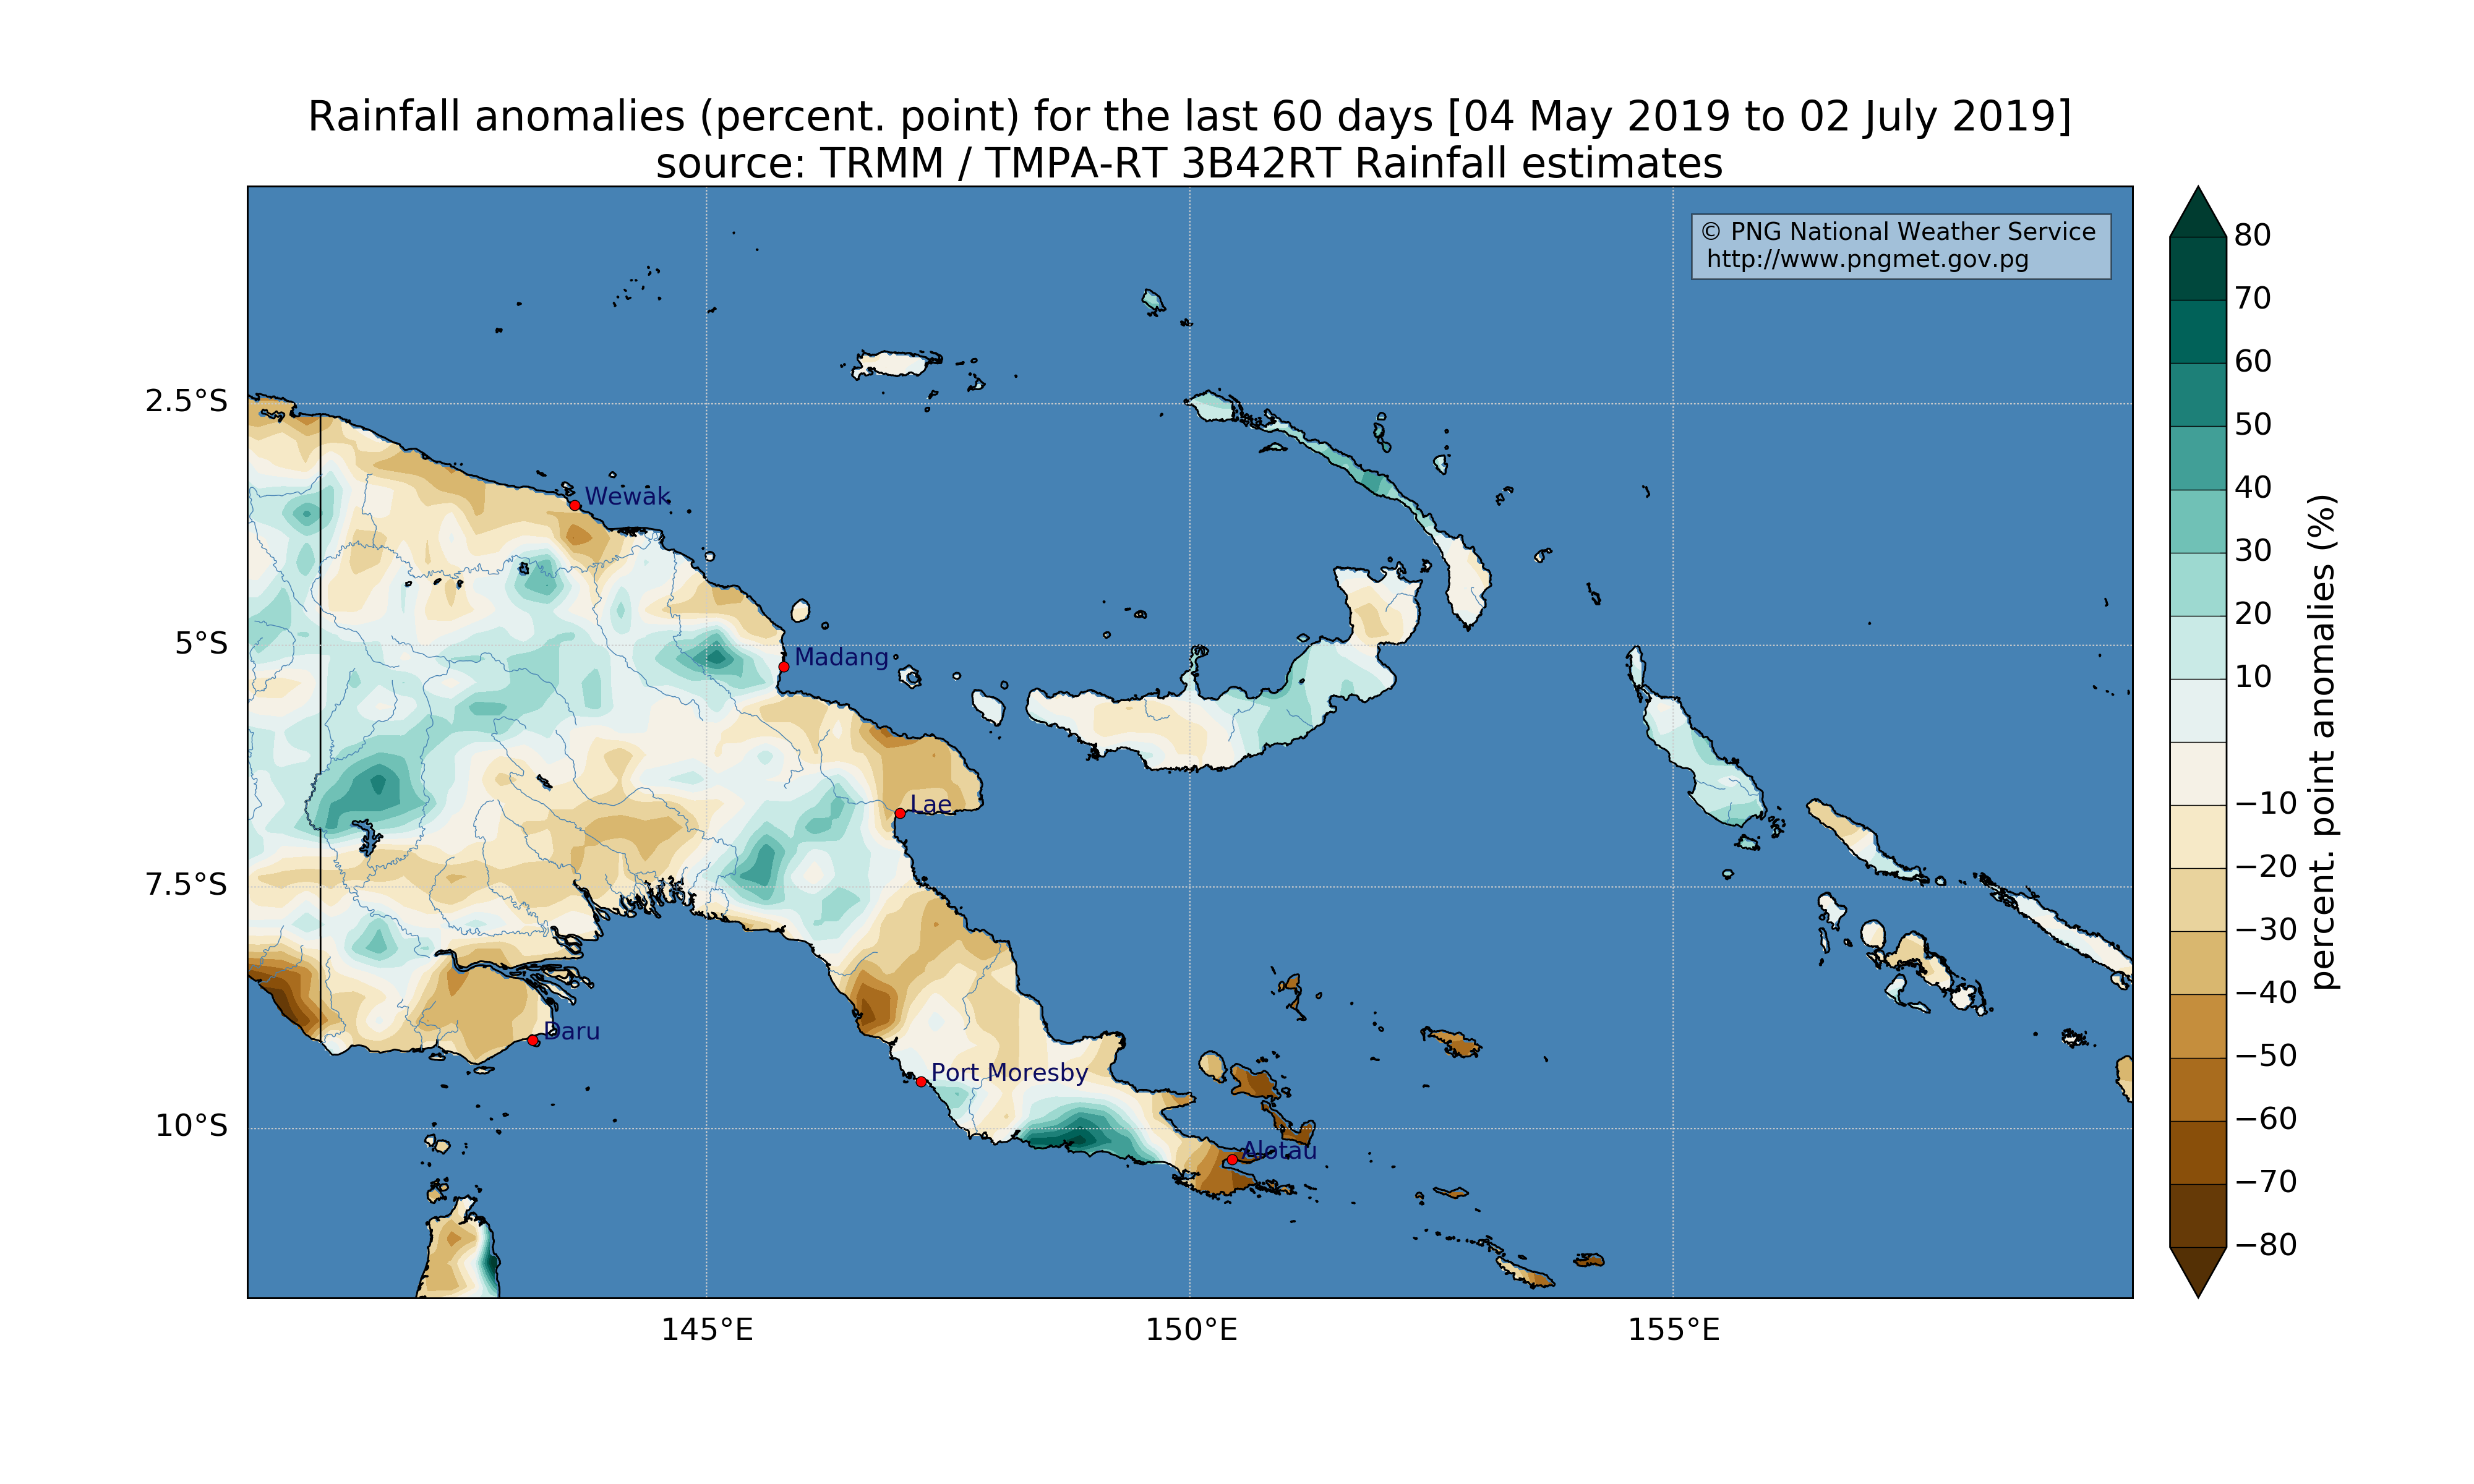 Rainfall anomalies (percent. point) for the last 60 days [04 May 2019 to 02 July 2019]
source: TRMM / TMPA-RT 3B42RT Rainfall estimates
© PNG National Weather Service
http://www.pngmet.gov.pg
2.5°S
5°S
7.5°S
10°S
145°E
150°E
155°E
Wewak
Madang
Lae
Daru
Port Moresby
Alotau
80
70
60
50
40
30
20
10
−10
−20
−30
−40
−50
−60
−70
−80
percent. point anomalies (%)